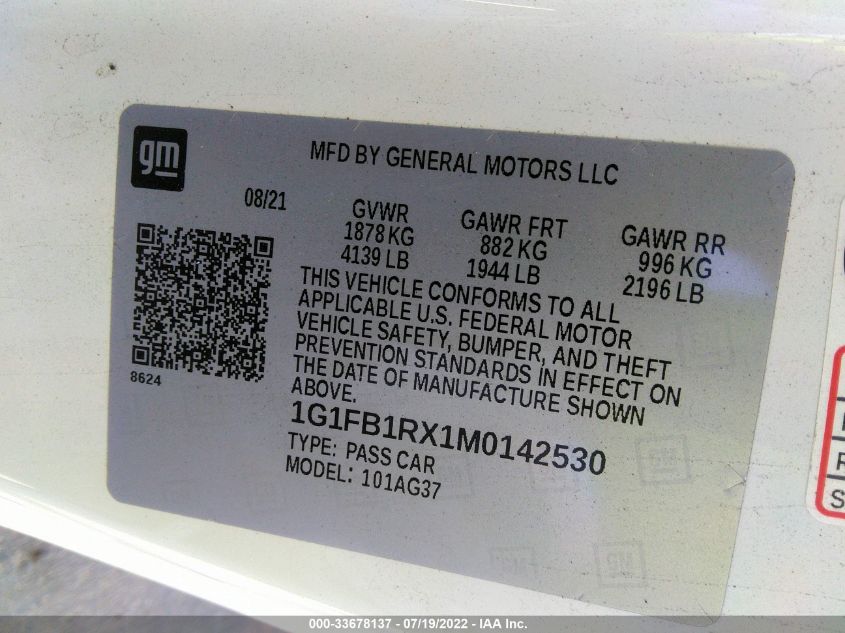 gm
MFD BY GENERAL MOTORS LLC
08/21
GVWR
1878 KG
4139 LB
GAWR FRT
882 KG
1944 LB
GAWR RR
996 KG
2196 LB
THIS VEHICLE CONFORMS TO ALL
APPLICABLE U.S. FEDERAL MOTOR
VEHICLE SAFETY, BUMPER, AND THEFT
PREVENTION STANDARDS IN EFFECT ON
THE DATE OF MANUFACTURE SHOWN
ABOVE.
8624
1G1FB1RX1M0142530
TYPE: PASS CAR
MODEL: 101AG37
R
S
000-33678137 - 07/19/2022 - IAA Inc.